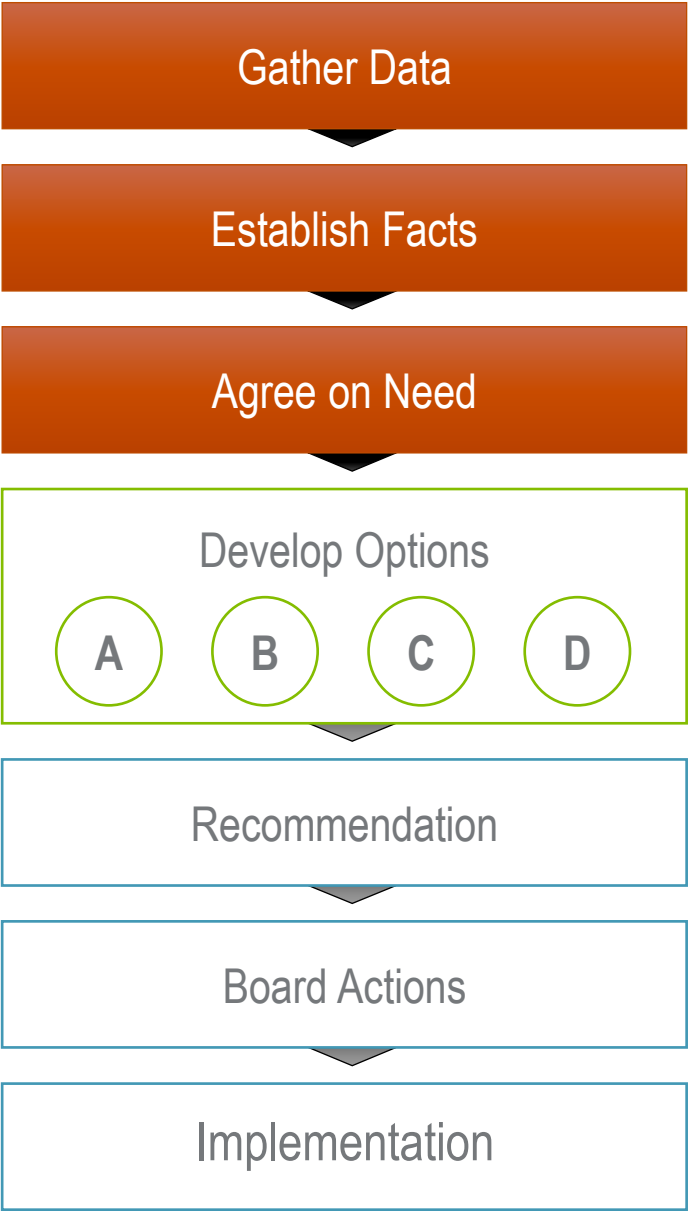 Gather Data
Establish Facts
Agree on Need
Develop Options
A B C D
Recommendation
Board Actions
Implementation